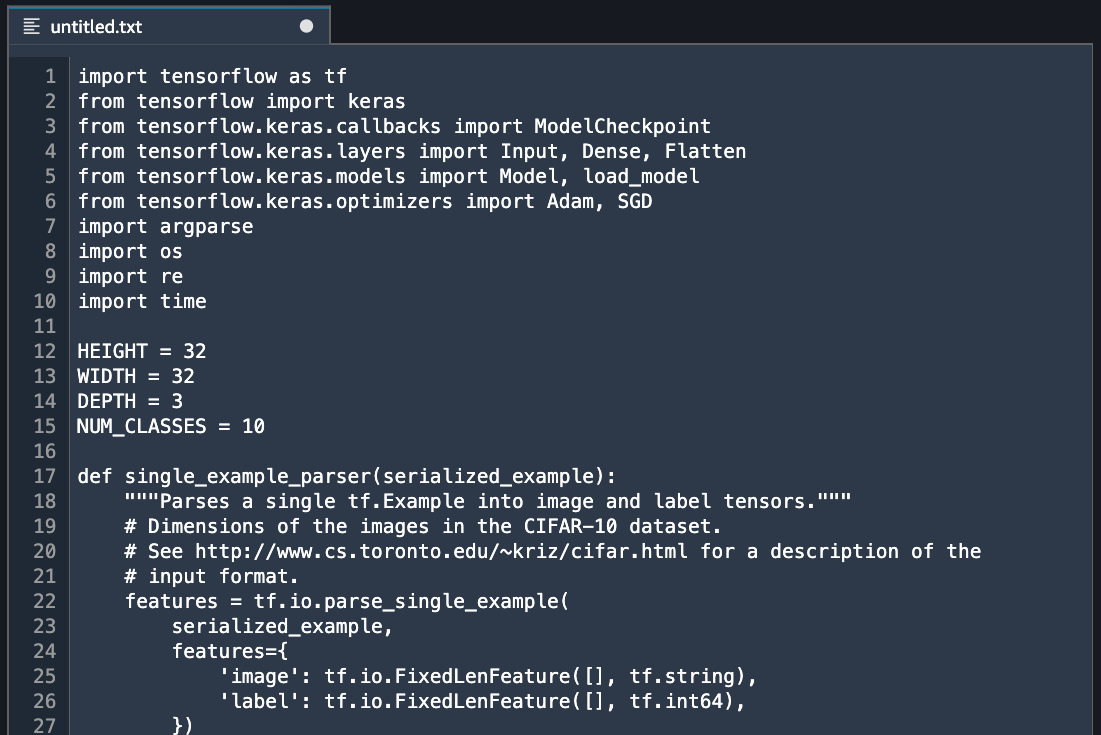 untitled.txt
1 import tensorflow as tf
2 from tensorflow import keras
3 from tensorflow.keras.callbacks import ModelCheckpoint
4 from tensorflow.keras.layers import Input, Dense, Flatten
5 from tensorflow.keras.models import Model, load_model
6 from tensorflow.keras.optimizers import Adam, SGD
7 import argparse
8 import os
9 import re
10 import time
11
12 HEIGHT = 32
13 WIDTH = 32
14 DEPTH = 3
15 NUM_CLASSES = 10
16
17 def single_example_parser(serialized_example):
18     """Parses a single tf.Example into image and label tensors."""
19     # Dimensions of the images in the CIFAR-10 dataset.
20     # See http://www.cs.toronto.edu/~kriz/cifar.html for a description of the
21     # input format.
22     features = tf.io.parse_single_example(
23         serialized_example,
24         features={
25             'image': tf.io.FixedLenFeature([], tf.string),
26             'label': tf.io.FixedLenFeature([], tf.int64),
27         })